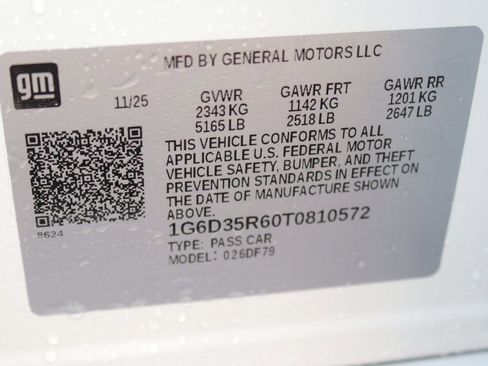 gm
MFD BY GENERAL MOTORS LLC
11/25 GVWR GAWR FRT GAWR RR
2343 KG 1142 KG 1201 KG
5165 LB 2518 LB 2647 LB
THIS VEHICLE CONFORMS TO ALL
APPLICABLE U.S. FEDERAL MOTOR
VEHICLE SAFETY, BUMPER, AND THEFT
PREVENTION STANDARDS IN EFFECT ON
THE DATE OF MANUFACTURE SHOWN
ABOVE.
8624
1G6D35R60T0810572
TYPE: PASS CAR
MODEL: 026DF79